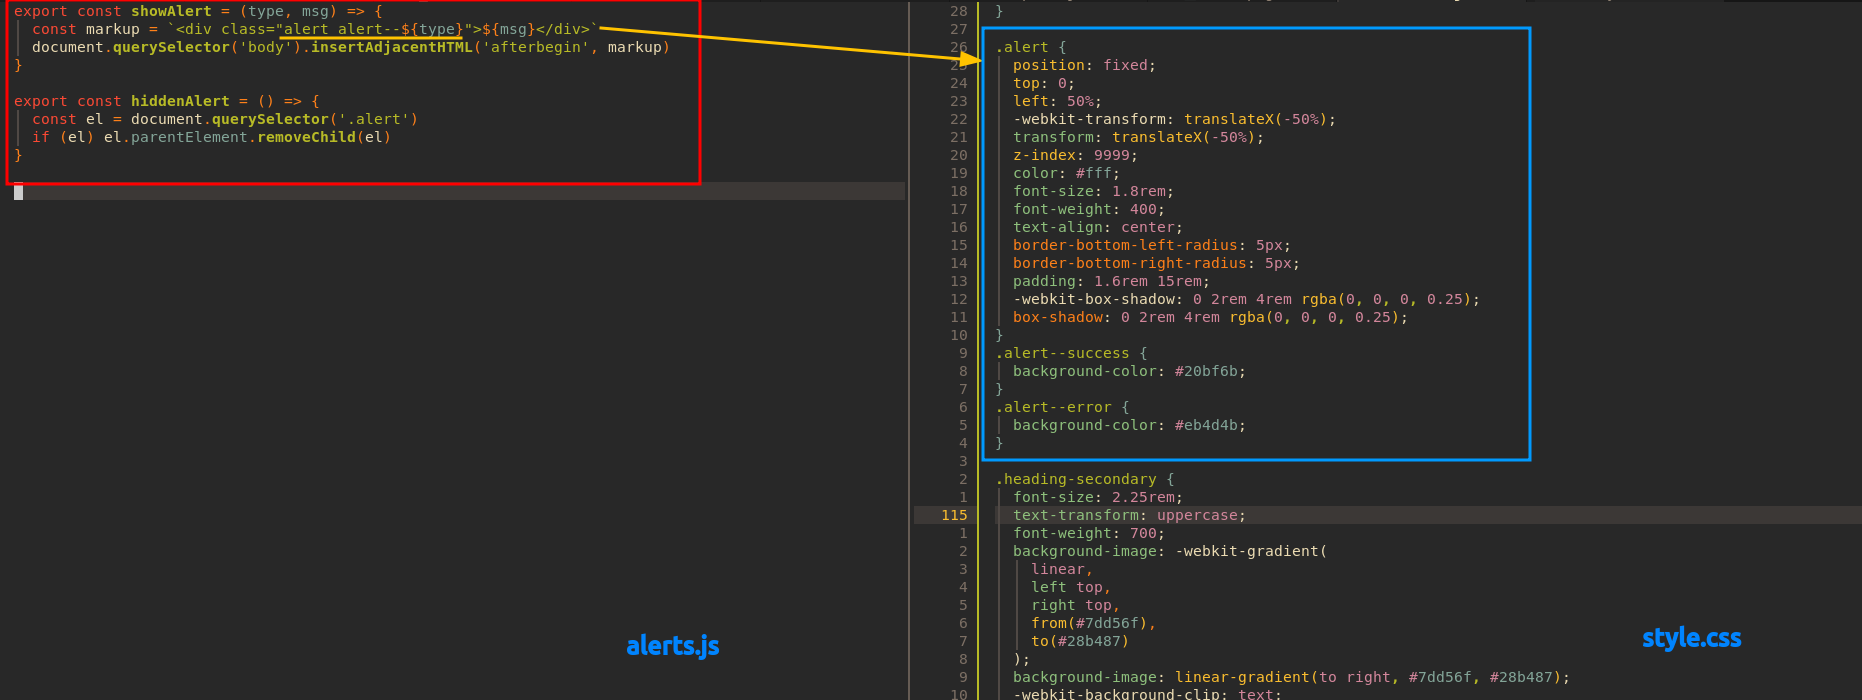 export const showAlert = (type, msg) => {
const markup = `<div class="alert alert--${type}">${msg}</div>`
document.querySelector('body').insertAdjacentHTML('afterbegin', markup)
}
export const hiddenAlert = () => {
const el = document.querySelector('.alert')
if (el) el.parentElement.removeChild(el)
}
alerts.js
28 }
27
26 .alert {
25 position: fixed;
24 top: 0;
23 left: 50%;
22 -webkit-transform: translateX(-50%);
21 transform: translateX(-50%);
20 z-index: 9999;
19 color: #fff;
18 font-size: 1.8rem;
17 font-weight: 400;
16 text-align: center;
15 border-bottom-left-radius: 5px;
14 border-bottom-right-radius: 5px;
13 padding: 1.6rem 15rem;
12 -webkit-box-shadow: 0 2rem 4rem rgba(0, 0, 0, 0.25);
11 box-shadow: 0 2rem 4rem rgba(0, 0, 0, 0.25);
10 }
9 .alert--success {
8 background-color: #20bf6b;
7 }
6 .alert--error {
5 background-color: #eb4d4b;
4 }
3
2 .heading-secondary {
1 font-size: 2.25rem;
115 text-transform: uppercase;
1 font-weight: 700;
2 background-image: -webkit-gradient(
3 linear,
4 left top,
5 right top,
6 from(#7dd56f),
7 to(#28b487)
8 );
9 background-image: linear-gradient(to right, #7dd56f, #28b487);
10 -webkit-background-clip: text;
style.css